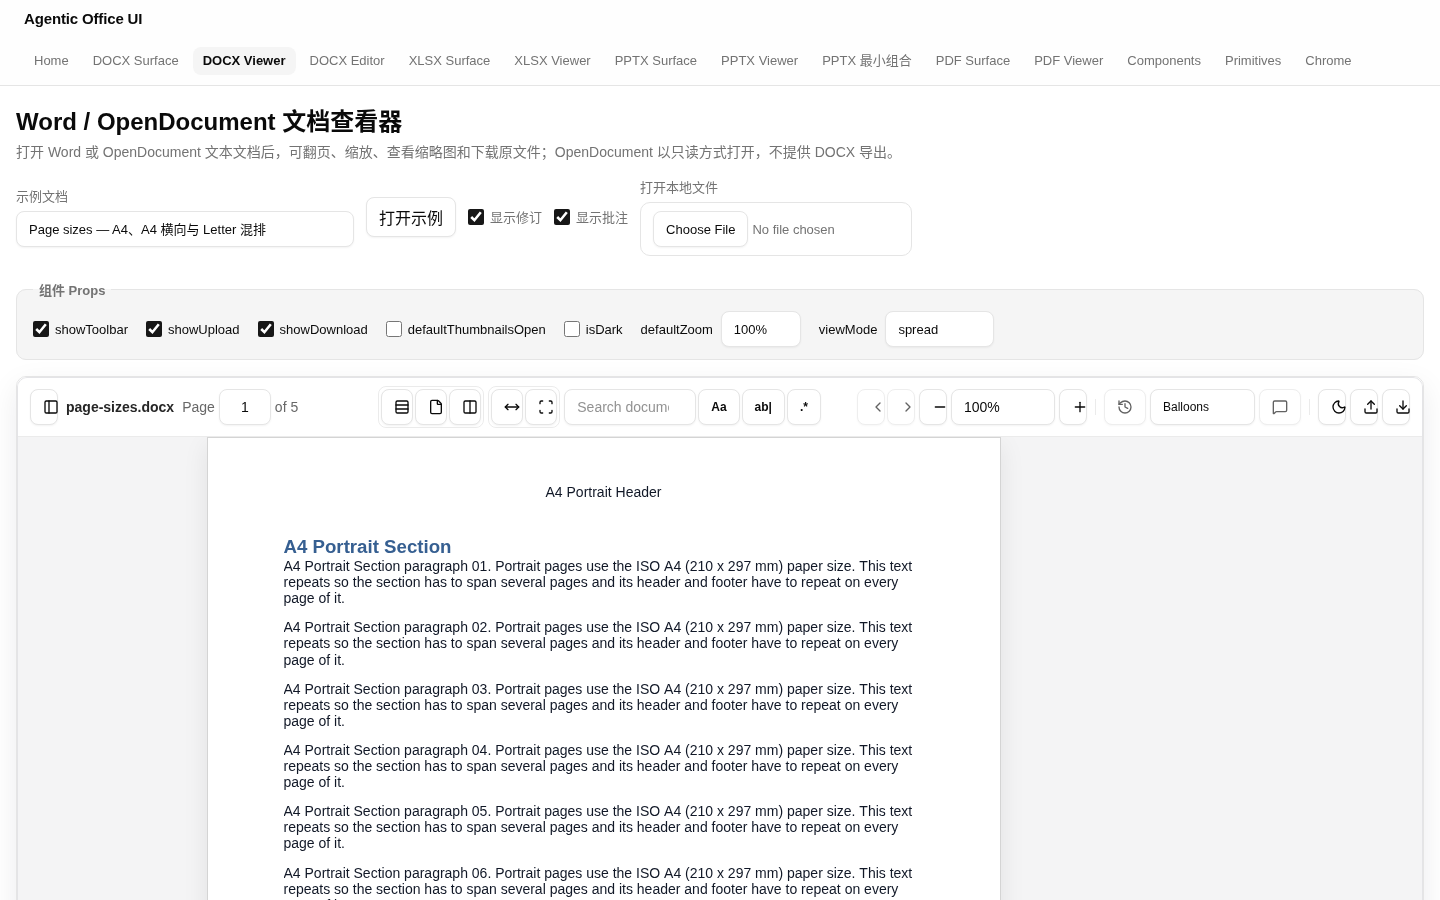 Agentic Office UI
Home DOCX Surface DOCX Viewer DOCX Editor XLSX Surface XLSX Viewer PPTX Surface PPTX Viewer PPTX 最小组合 PDF Surface PDF Viewer Components Primitives Chrome
Word / OpenDocument 文档查看器
打开 Word 或 OpenDocument 文本文档后，可翻页、缩放、查看缩略图和下载原文件；OpenDocument 以只读方式打开，不提供 DOCX 导出。
示例文档
Page sizes — A4、A4 横向与 Letter 混排
打开示例
显示修订
显示批注
打开本地文件
Choose File No file chosen
组件 Props
showToolbar showUpload showDownload defaultThumbnailsOpen isDark defaultZoom 100% viewMode spread
page-sizes.docx Page 1 of 5 Search docum Aa ab| .* 100% Balloons
A4 Portrait Header
A4 Portrait Section
A4 Portrait Section paragraph 01. Portrait pages use the ISO A4 (210 x 297 mm) paper size. This text
repeats so the section has to span several pages and its header and footer have to repeat on every
page of it.
A4 Portrait Section paragraph 02. Portrait pages use the ISO A4 (210 x 297 mm) paper size. This text
repeats so the section has to span several pages and its header and footer have to repeat on every
page of it.
A4 Portrait Section paragraph 03. Portrait pages use the ISO A4 (210 x 297 mm) paper size. This text
repeats so the section has to span several pages and its header and footer have to repeat on every
page of it.
A4 Portrait Section paragraph 04. Portrait pages use the ISO A4 (210 x 297 mm) paper size. This text
repeats so the section has to span several pages and its header and footer have to repeat on every
page of it.
A4 Portrait Section paragraph 05. Portrait pages use the ISO A4 (210 x 297 mm) paper size. This text
repeats so the section has to span several pages and its header and footer have to repeat on every
page of it.
A4 Portrait Section paragraph 06. Portrait pages use the ISO A4 (210 x 297 mm) paper size. This text
repeats so the section has to span several pages and its header and footer have to repeat on every